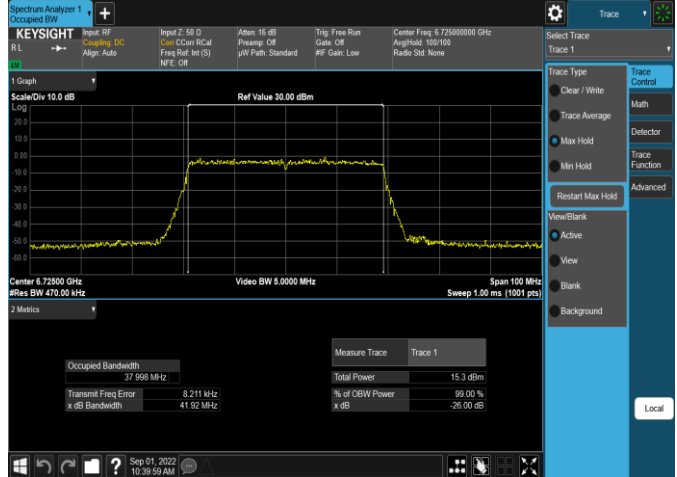 Spectrum Analyzer 1
Occupied BW
+
Trace
KEYSIGHT
RL
LV
Input: RF
Coupling: DC
Align: Auto
Input Z: 50 Ω
Corr CCorr RCal
Freq Ref: Int (S)
NFE: Off
Atten: 16 dB
Preamp: Off
µW Path: Standard
Trig: Free Run
Gate: Off
#IF Gain: Low
Center Freq: 6.725000000 GHz
Avg|Hold: 100/100
Radio Std: None
Select Trace
Trace 1
1 Graph
Scale/Div 10.0 dB
Ref Value 30.00 dBm
Log
20.0
10.0
0.00
-10.0
-20.0
-30.0
-40.0
-50.0
-60.0
Center 6.72500 GHz
#Res BW 470.00 kHz
Video BW 5.0000 MHz
Span 100 MHz
Sweep 1.00 ms (1001 pts)
2 Metrics
Occupied Bandwidth
37.998 MHz
Transmit Freq Error 8.211 kHz
x dB Bandwidth 41.92 MHz
Measure Trace Trace 1
Total Power 15.3 dBm
% of OBW Power 99.00 %
x dB -26.00 dB
Trace Type
Clear / Write
Trace Average
Max Hold
Min Hold
Restart Max Hold
View/Blank
Active
View
Blank
Background
Trace
Control
Math
Detector
Trace
Function
Advanced
Local
?
Sep 01, 2022
10:39:59 AM